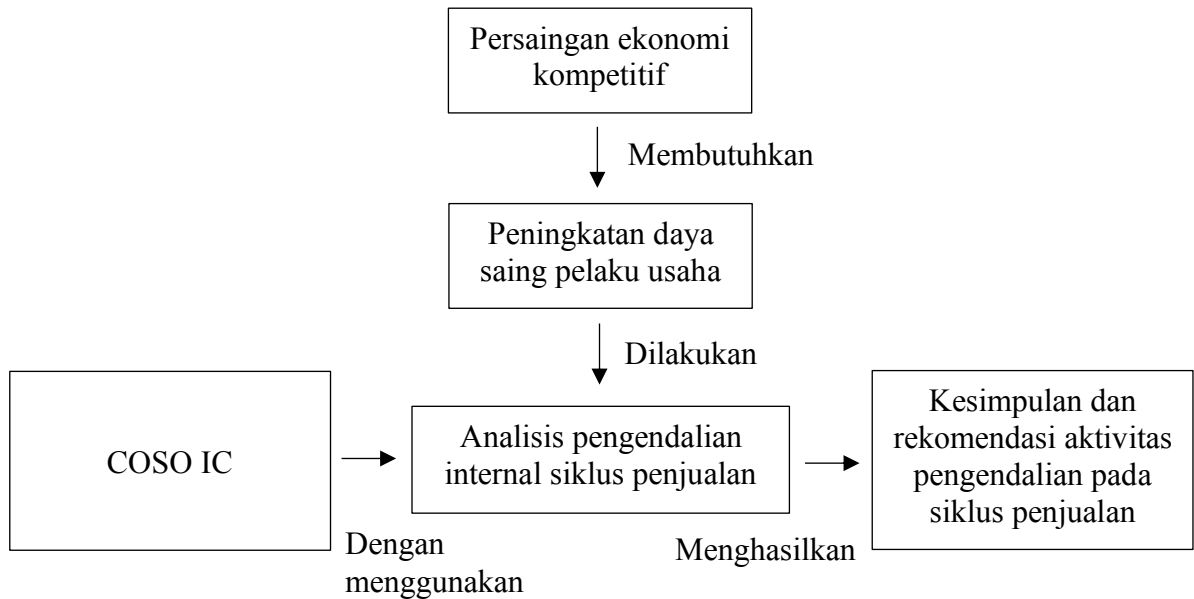 Persaingan ekonomi
kompetitif
Membutuhkan
Peningkatan daya
saing pelaku usaha
Dilakukan
COSO IC
Dengan
menggunakan
Analisis pengendalian
internal siklus penjualan
Menghasilkan
Kesimpulan dan
rekomendasi aktivitas
pengendalian pada
siklus penjualan